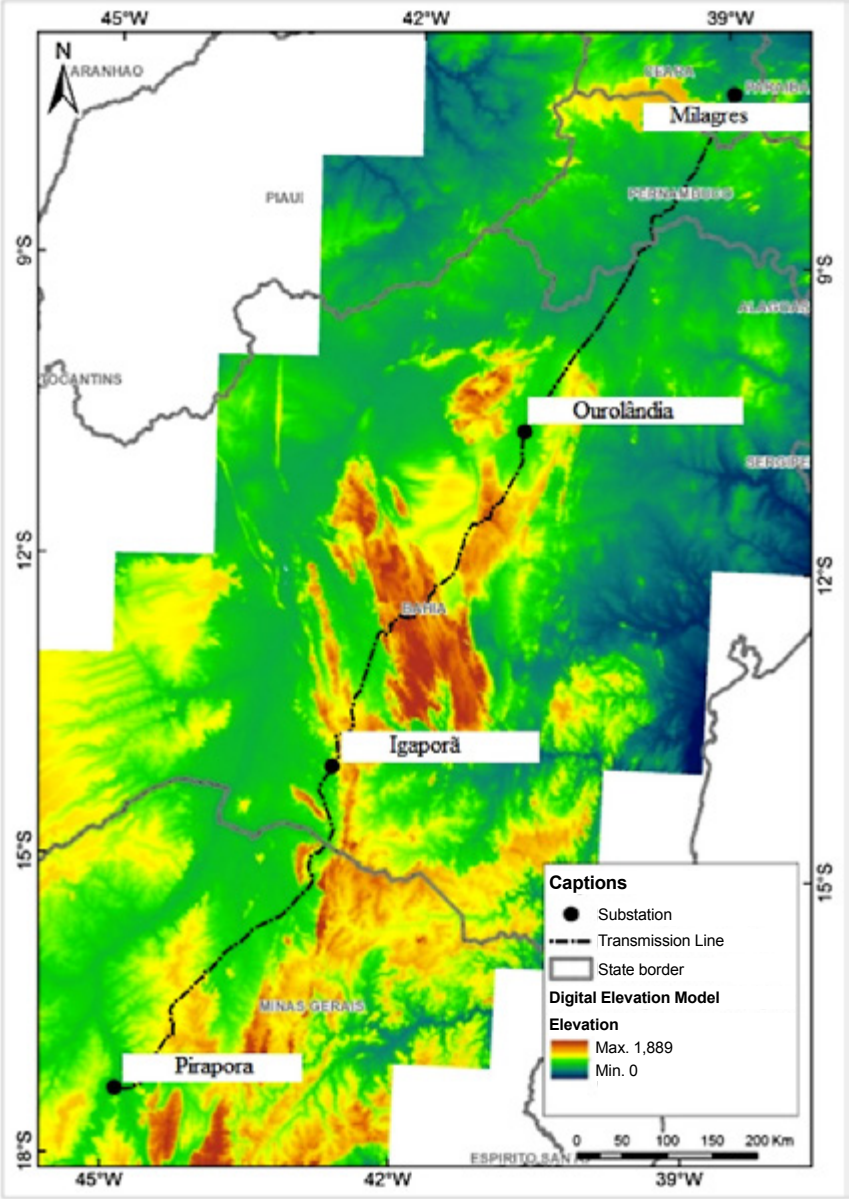 45°W 42°W 39°W
N
ARANHAO
CEARA
PARAIBA
Milagres
PIAUI
PERNAMBUCO
9°S
9°S
ALAGOAS
TOCANTINS
Ourolândia
SERGIPE
12°S
12°S
BAHIA
Igaporã
15°S
15°S
Captions
Substation
Transmission Line
State border
Digital Elevation Model
Elevation
Max. 1,889
Min. 0
MINAS GERAIS
Pirapora
18°S
0 50 100 150 200 Km
ESPIRITO SANT
45°W 42°W 39°W